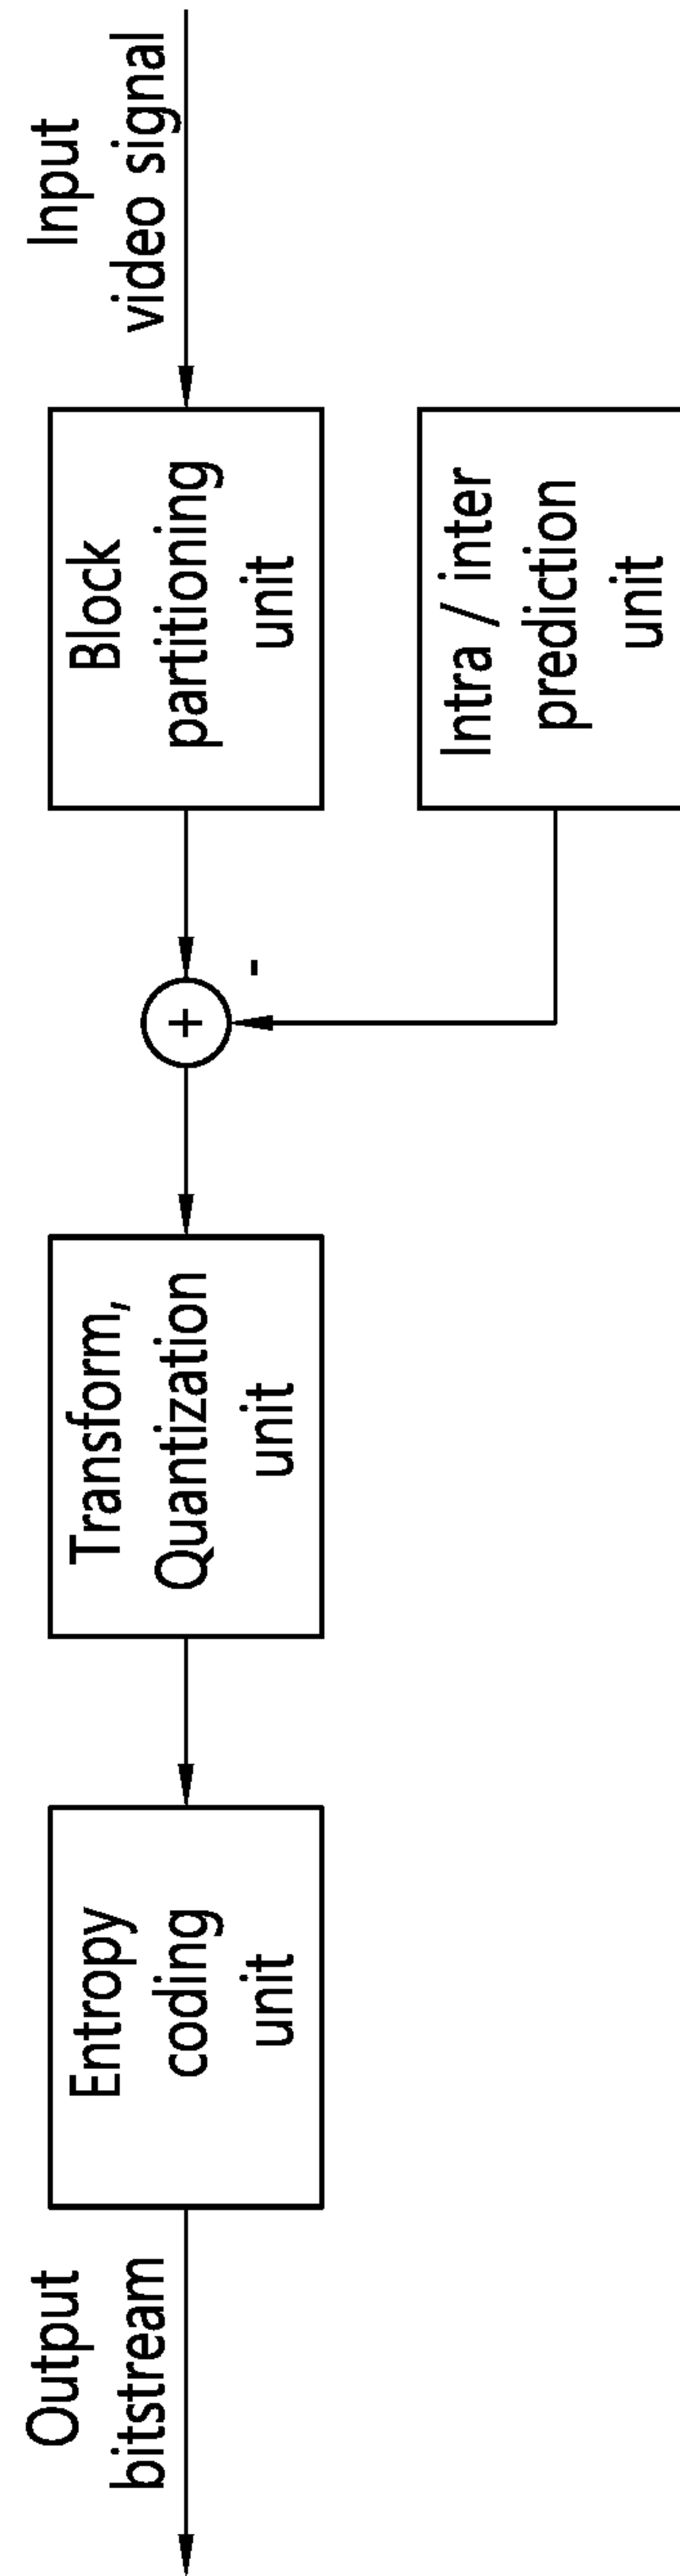 Input
video signal
Block
partitioning
unit
Intra / inter
prediction
unit
+
-
Transform,
Quantization
unit
Entropy
coding
unit
Output
bitstream